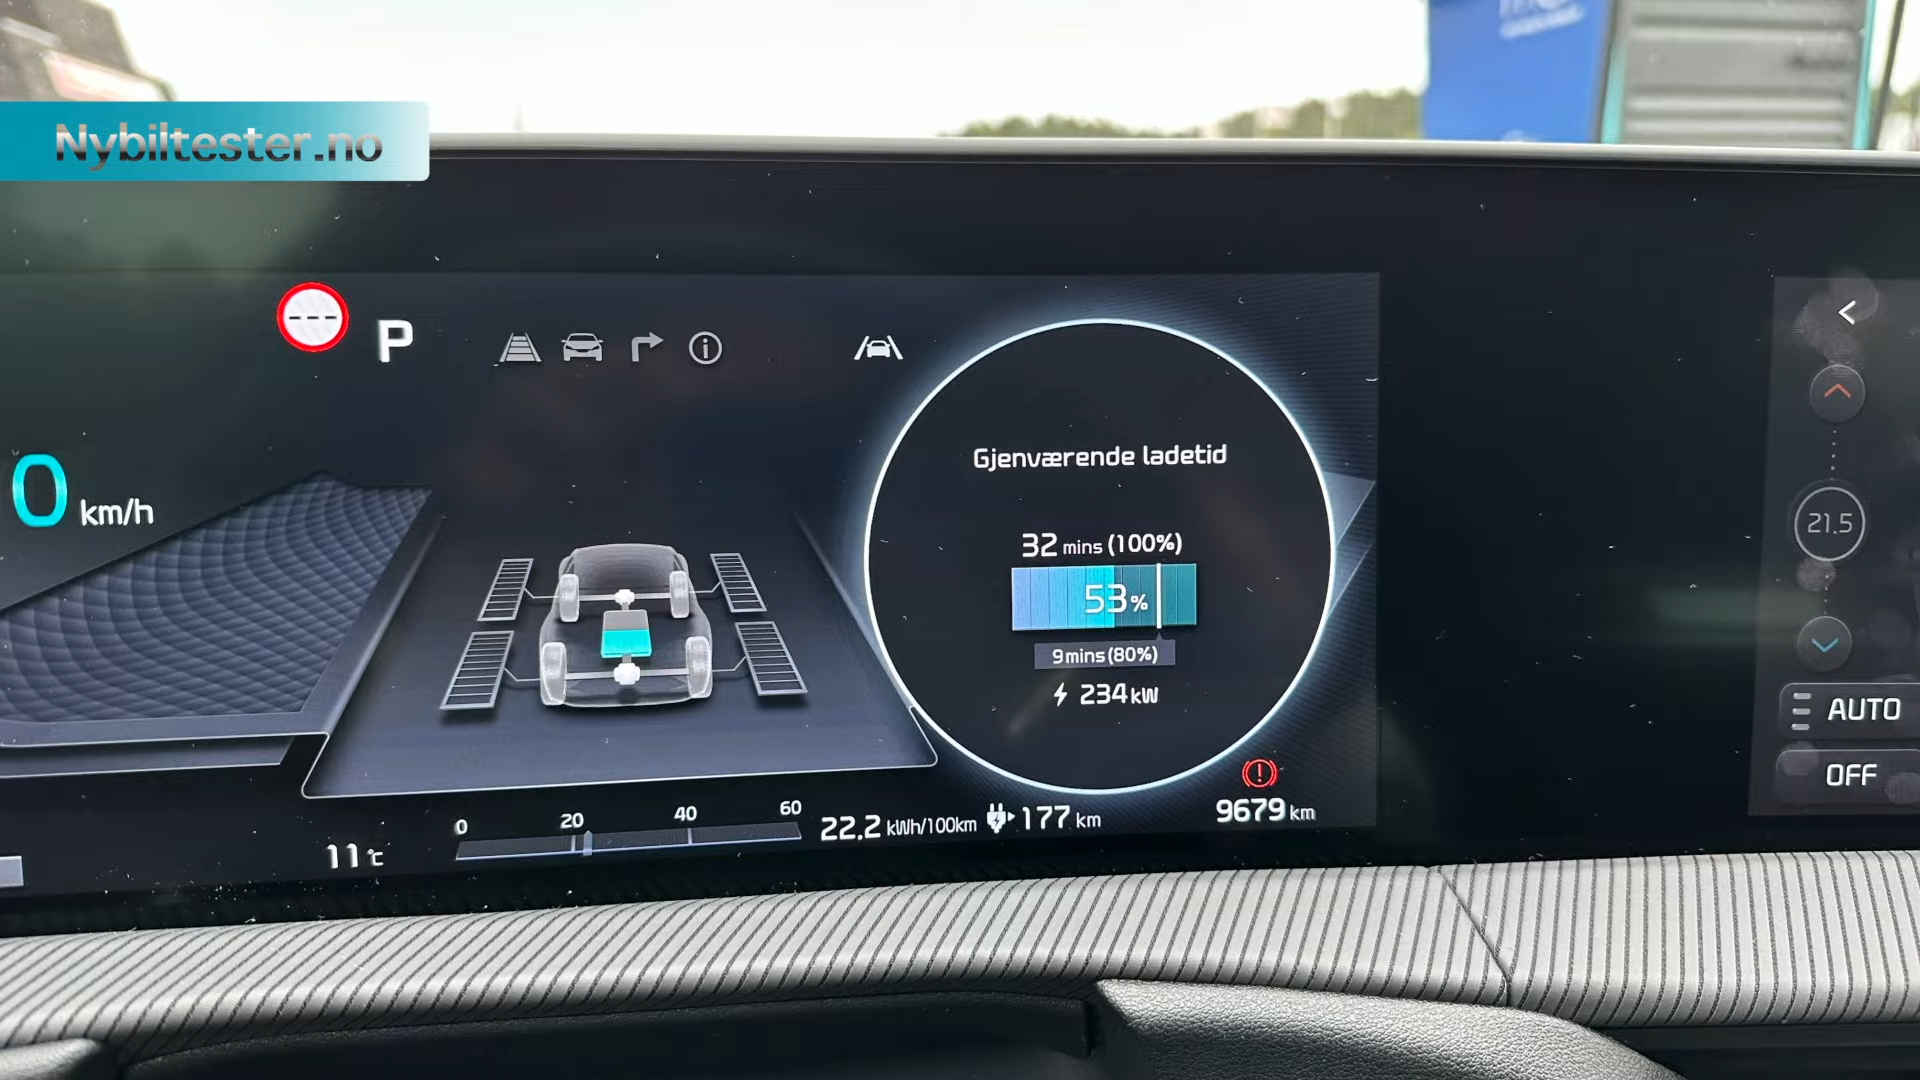 Nybiltester.no
P
0 km/h
Gjenværende ladetid
32 mins (100%)
53 %
9 mins (80%)
234 kW
21.5
AUTO
OFF
0 20 40 60
22.2 kWh/100km
177 km
9679 km
11 °C